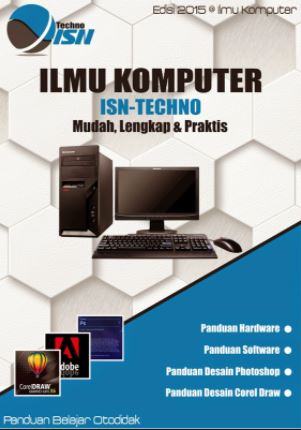 Edisi 2015 @ Ilmu Komputer
Techno
ISN
ILMU KOMPUTER
ISN-TECHNO
Mudah, Lengkap & Praktis
Ps
Adobe
CorelDRAW
Panduan Hardware
Panduan Software
Panduan Desain Photoshop
Panduan Desain Corel Draw
Panduan Belajar Otodidak